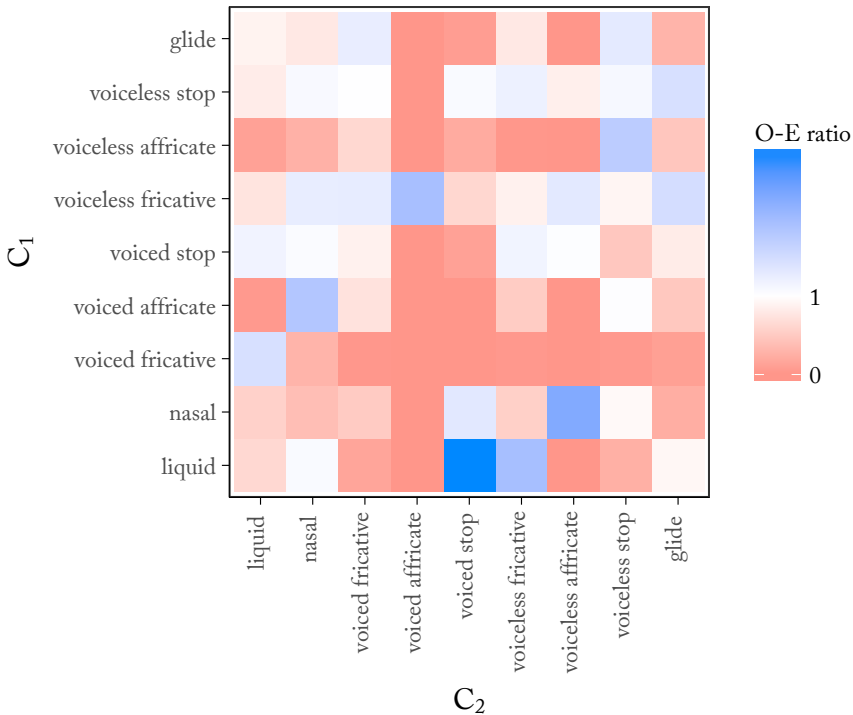 glide
voiceless stop
voiceless affricate
voiceless fricative
voiced stop
voiced affricate
voiced fricative
nasal
liquid
C₁
liquid
nasal
voiced fricative
voiced affricate
voiced stop
voiceless fricative
voiceless affricate
voiceless stop
glide
C₂
O-E ratio
1
0